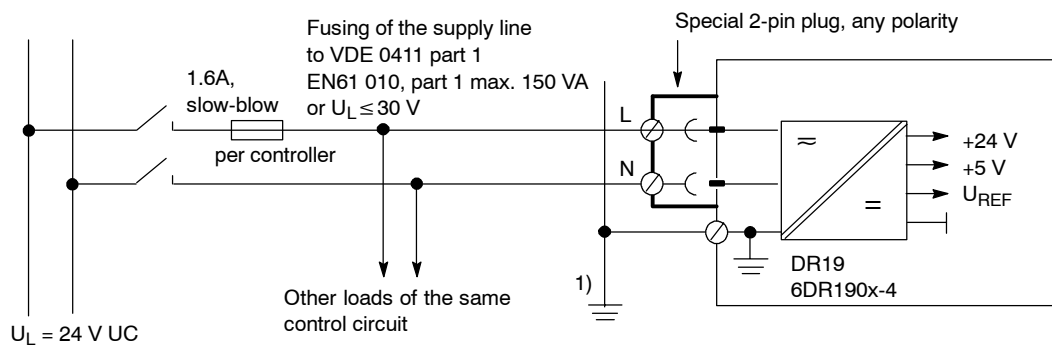 Fusing of the supply line
to VDE 0411 part 1
EN61 010, part 1 max. 150 VA
or UL ≤ 30 V
Special 2-pin plug, any polarity
1.6A,
slow-blow
per controller
L
N
≂
=
+24 V
+5 V
UREF
DR19
6DR190x-4
1)
Other loads of the same
control circuit
UL = 24 V UC